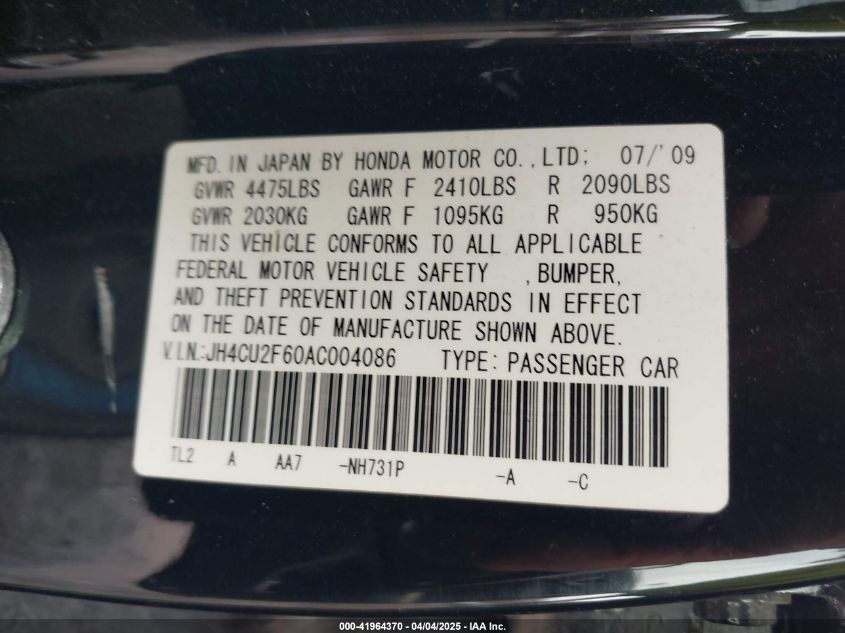 MFD. IN JAPAN BY HONDA MOTOR CO., LTD: 07/'09
GVWR 4475LBS GAWR F 2410LBS R 2090LBS
GVWR 2030KG GAWR F 1095KG R 950KG
THIS VEHICLE CONFORMS TO ALL APPLICABLE
FEDERAL MOTOR VEHICLE SAFETY , BUMPER,
AND THEFT PREVENTION STANDARDS IN EFFECT
ON THE DATE OF MANUFACTURE SHOWN ABOVE.
V.I.N.:JH4CU2F60AC004086 TYPE: PASSENGER CAR
TL2 A AA7 -NH731P -A -C
000-41964370 - 04/04/2025 - IAA Inc.